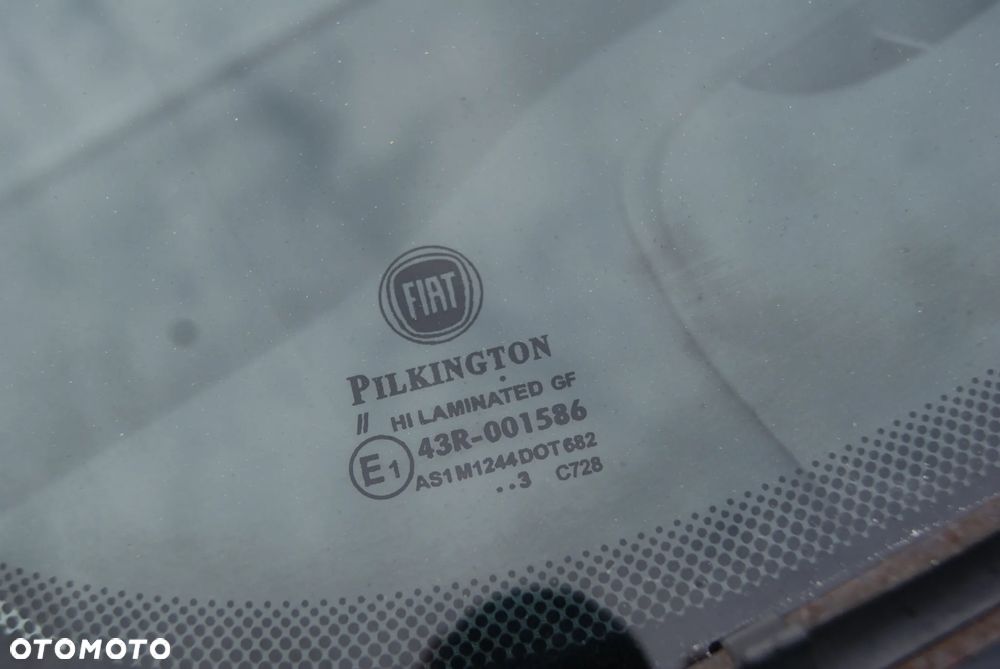 FIAT
PILKINGTON
// HI LAMINATED GF
E1 43R-001586
AS1 M1244 DOT 682
..3 C728
OTOMOTO